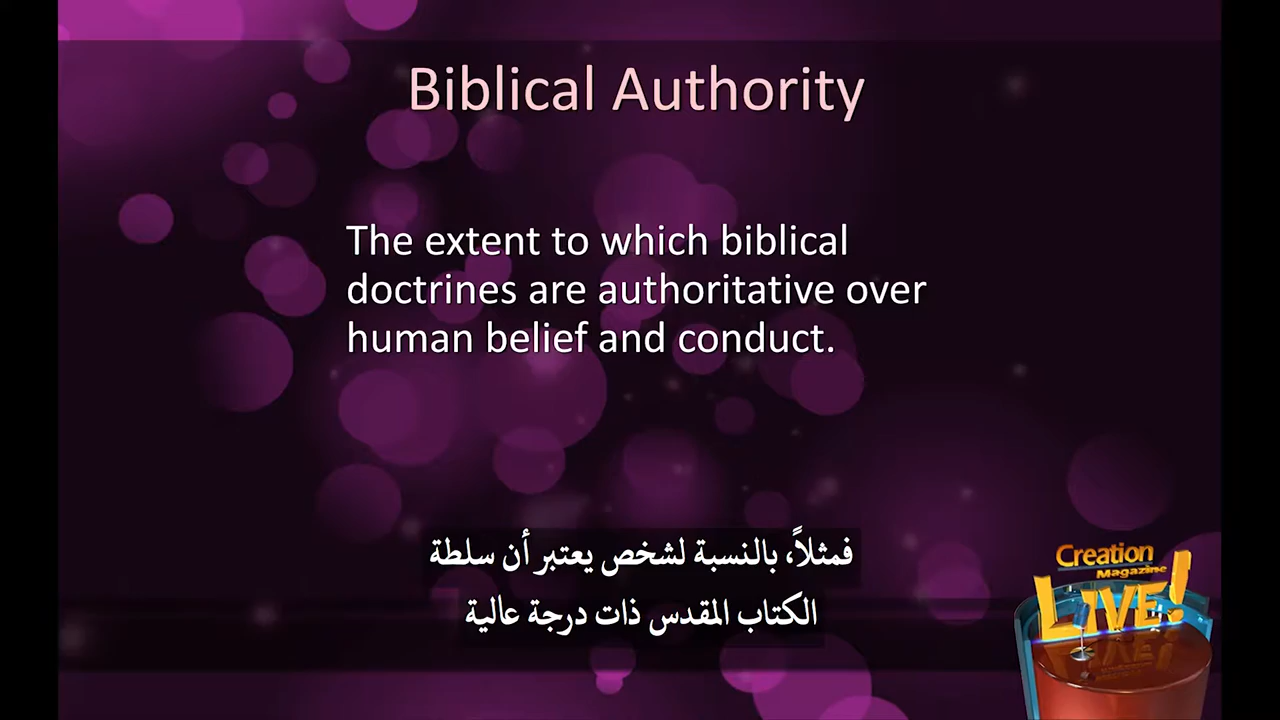 Biblical Authority
The extent to which biblical
doctrines are authoritative over
human belief and conduct.
فمثلاً، بالنسبة لشخص يعتبر أن سلطة
الكتاب المقدس ذات درجة عالية
Creation
Magazine
LIVE!